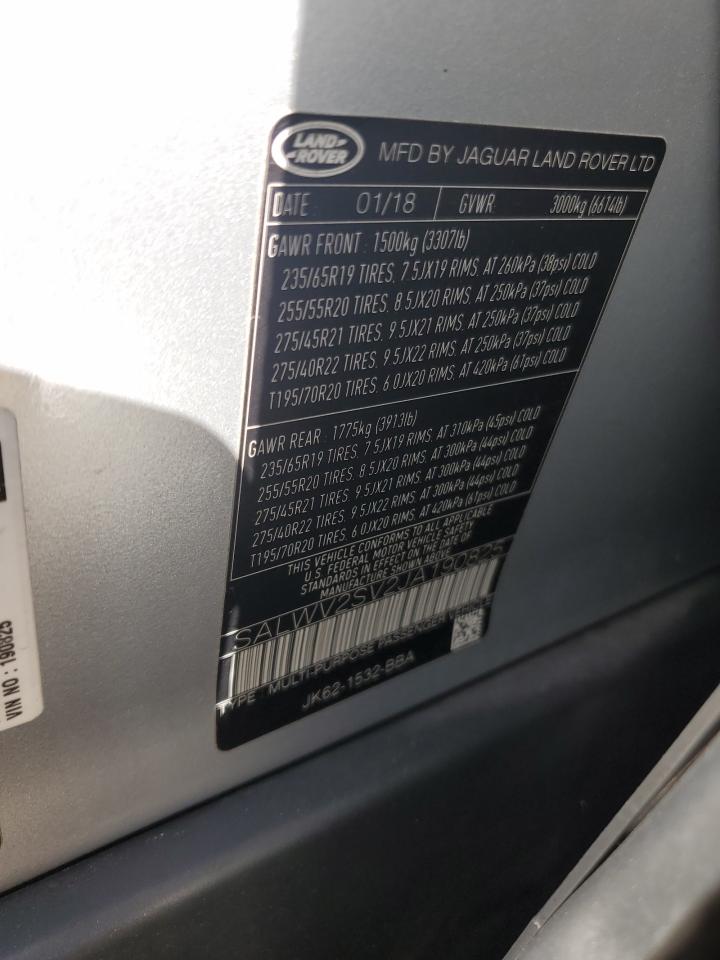 LAND-
-ROVER
MFD BY JAGUAR LAND ROVER LTD
DATE 01/18 GVWR 3000kg (6614lb)
GAWR FRONT : 1500kg (3307lb)
235/65R19 TIRES, 7.5JX19 RIMS, AT 260kPa (38psi) COLD
255/55R20 TIRES, 8.5JX20 RIMS, AT 250kPa (37psi) COLD
275/45R21 TIRES, 9.5JX21 RIMS, AT 250kPa (37psi) COLD
275/40R22 TIRES, 9.5JX22 RIMS, AT 250kPa (37psi) COLD
T195/70R20 TIRES, 6.0JX20 RIMS, AT 420kPa (61psi) COLD
GAWR REAR : 1775kg (3913lb)
235/65R19 TIRES, 7.5JX19 RIMS, AT 310kPa (45psi) COLD
255/55R20 TIRES, 8.5JX20 RIMS, AT 300kPa (44psi) COLD
275/45R21 TIRES, 9.5JX21 RIMS, AT 300kPa (44psi) COLD
275/40R22 TIRES, 9.5JX22 RIMS, AT 300kPa (44psi) COLD
T195/70R20 TIRES, 6.0JX20 RIMS, AT 420kPa (61psi) COLD
THIS VEHICLE CONFORMS TO ALL APPLICABLE
U.S. FEDERAL MOTOR VEHICLE SAFETY
STANDARDS IN EFFECT ON THE DATE OF
MANUFACTURE SHOWN ABOVE
SALWV2SV2JA190825
TYPE : MULTI-PURPOSE PASSENGER VEHICLE
JK62-1532-BBA
VIN NO : 190825